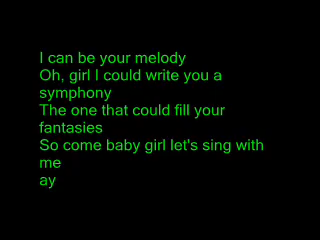 I can be your melody
Oh, girl I could write you a
symphony
The one that could fill your
fantasies
So come baby girl let's sing with
me
ay